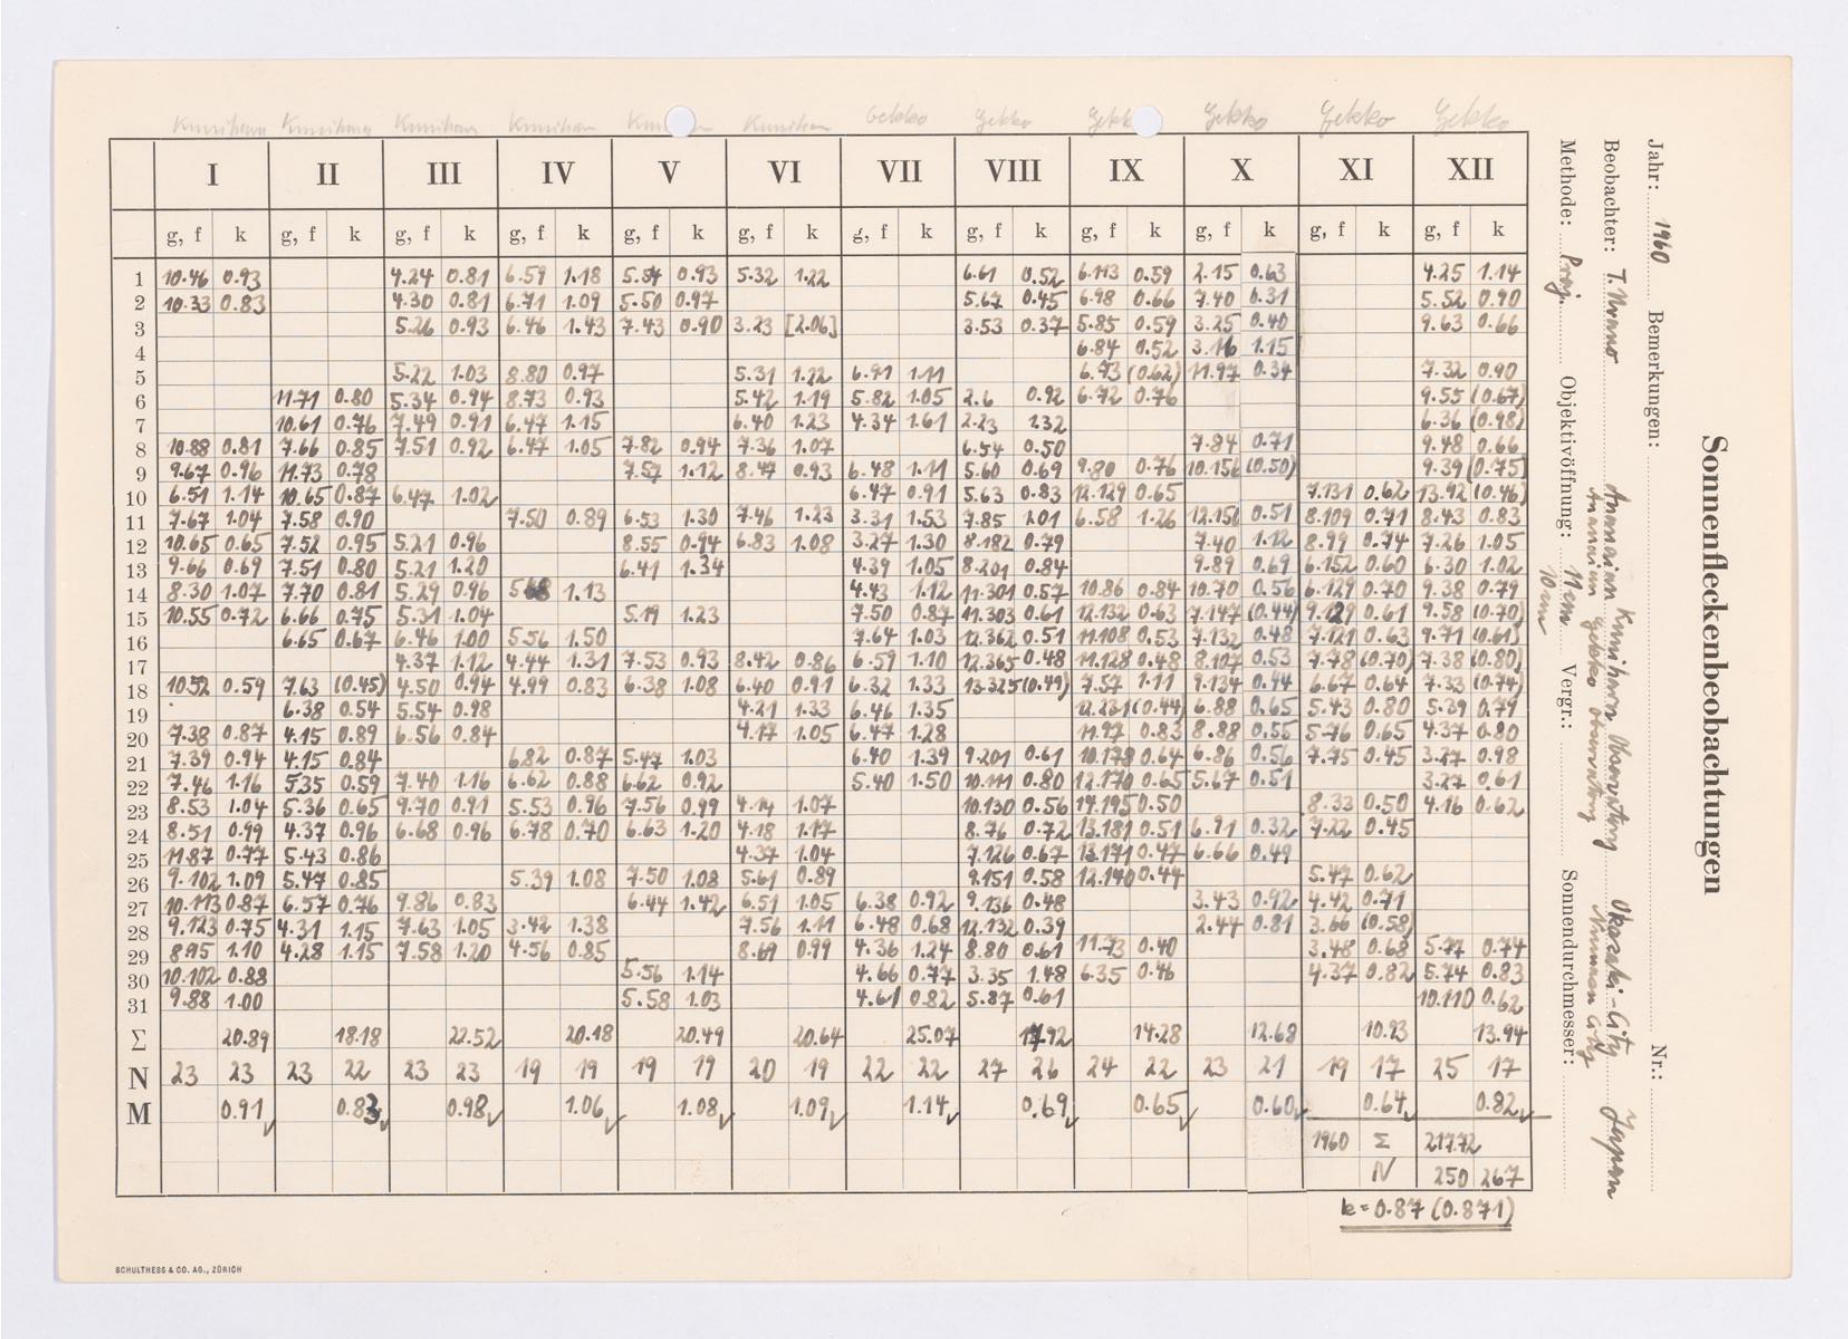 Sonnenfleckenbeobachtungen
Jahr: 1960 Bemerkungen: Nr.:
Beobachter: Observatory Okazaki-City Japan
Methode: Proj. Objektivöffnung: 11 cm Vergr.: Sonnendurchmesser:
10 cm
Gekko Gekko Gekko Gekko Gekko
I II III IV V VI VII VIII IX X XI XII
g, f k g, f k g, f k g, f k g, f k g, f k g, f k g, f k g, f k g, f k g, f k g, f k
1 10.46 0.93 4.24 0.81 6.59 1.18 5.54 0.93 5.32 1.22 6.61 0.52 6.113 0.59 2.15 0.63 4.25 1.14
2 10.33 0.83 4.30 0.81 6.71 1.09 5.50 0.97 5.67 0.45 6.98 0.66 7.40 0.31 5.52 0.90
3 5.26 0.93 6.46 1.43 7.43 0.90 3.23 [2.06] 3.53 0.37 5.85 0.59 3.25 0.40 9.63 0.66
4 6.84 0.52 3.16 1.15
5 5.22 1.03 8.80 0.97 5.31 1.22 6.91 1.11 6.93 (0.62) 11.97 0.34 7.32 0.90
6 11.71 0.80 5.34 0.94 8.73 0.93 5.42 1.19 5.82 1.05 2.6 0.92 6.72 0.76 9.55 (0.67)
7 10.61 0.76 7.49 0.91 6.47 1.15 6.40 1.23 4.34 1.61 2.23 1.32 6.36 (0.98)
8 10.88 0.81 7.66 0.85 7.51 0.92 6.47 1.05 7.82 0.94 7.36 1.07 6.54 0.50 7.84 0.71 9.48 0.66
9 9.67 0.96 11.73 0.78 7.57 1.12 8.47 0.93 6.48 1.11 5.60 0.69 9.80 0.76 10.156 (0.50) 9.39 (0.75)
10 6.51 1.14 10.65 0.87 6.47 1.02 6.47 0.91 5.63 0.83 12.129 0.65 7.131 0.62 13.92 (0.46)
11 7.67 1.04 7.58 0.90 7.50 0.89 6.53 1.30 7.46 1.23 3.31 1.53 7.85 1.01 6.58 1.26 12.150 0.51 8.109 0.71 8.43 0.83
12 10.65 0.65 7.52 0.95 5.21 0.96 8.55 0.94 6.83 1.08 3.27 1.30 8.182 0.79 7.40 1.12 8.99 0.74 7.26 1.05
13 9.66 0.69 7.51 0.80 5.21 1.20 6.41 1.34 4.39 1.05 8.201 0.84 9.89 0.69 6.152 0.60 6.30 1.02
14 8.30 1.07 7.70 0.81 5.29 0.96 1.13 4.43 1.12 11.301 0.57 10.86 0.84 10.70 0.56 6.129 0.70 9.38 0.79
15 10.55 0.72 6.66 0.75 5.31 1.04 5.19 1.23 7.50 0.87 11.303 0.61 12.132 0.63 7.147 (0.44) 9.129 0.61 9.58 (0.70)
16 6.65 0.67 6.46 1.00 5.56 1.50 7.64 1.03 12.362 0.51 11.108 0.53 7.132 0.48 7.121 0.63 9.71 (0.61)
17 4.37 1.12 4.44 1.31 7.53 0.93 8.42 0.86 6.59 1.10 12.365 0.48 11.128 0.48 8.107 0.53 7.78 (0.70) 7.38 (0.80)
18 10.52 0.59 7.63 (0.45) 4.50 0.94 4.99 0.83 6.38 1.08 6.40 0.91 6.32 1.33 13.325 (0.49) 7.57 1.11 9.134 0.44 6.67 0.64 7.33 (0.74)
19 6.38 0.54 5.54 0.98 4.21 1.33 6.46 1.35 12.231 (0.44) 6.88 0.65 5.43 0.80 5.39 0.79
20 7.38 0.87 4.15 0.89 6.56 0.84 4.17 1.05 6.47 1.28 11.97 0.83 8.88 0.55 5.76 0.65 4.37 0.80
21 7.39 0.94 4.15 0.84 6.82 0.87 5.47 1.03 6.40 1.39 9.201 0.61 10.178 0.64 6.86 0.56 7.75 0.45 3.27 0.98
22 7.46 1.16 5.35 0.59 7.40 1.16 6.62 0.88 6.62 0.92 5.40 1.50 10.111 0.80 12.170 0.65 5.67 0.51 3.27 0.61
23 8.53 1.04 5.36 0.65 9.70 0.91 5.53 0.96 7.56 0.99 4.14 1.07 10.130 0.56 14.195 0.50 8.33 0.50 4.16 0.62
24 8.51 0.99 4.37 0.96 6.68 0.96 6.78 0.70 6.63 1.20 4.18 1.17 8.76 0.72 13.181 0.51 6.91 0.32 7.22 0.45
25 11.87 0.77 5.43 0.86 4.37 1.04 7.126 0.67 13.171 0.47 6.66 0.49
26 9.102 1.09 5.47 0.85 5.39 1.08 7.50 1.08 5.61 0.89 9.151 0.58 12.140 0.44 5.47 0.62
27 10.113 0.87 6.57 0.76 9.86 0.83 6.44 1.42 6.51 1.05 6.38 0.92 9.136 0.48 3.43 0.92 4.42 0.71
28 9.123 0.75 4.31 1.15 7.63 1.05 3.42 1.38 7.56 1.11 6.48 0.68 12.132 0.39 2.44 0.81 3.66 (0.58)
29 8.95 1.10 4.28 1.15 7.58 1.20 4.56 0.85 8.69 0.99 4.36 1.24 8.80 0.61 11.73 0.40 3.48 0.68 5.27 0.74
30 10.102 0.88 5.56 1.14 4.66 0.77 3.35 1.48 6.35 0.46 4.37 0.82 5.74 0.83
31 9.88 1.00 5.58 1.03 4.61 0.82 5.87 0.61 10.110 0.62
Σ 20.89 18.18 22.52 20.18 20.49 20.64 25.07 17.92 14.28 12.68 10.93 13.94
N 23 23 23 22 23 23 19 19 19 19 20 19 22 22 27 26 24 22 23 21 19 17 25 17
M 0.91 0.83 0.98 1.06 1.08 1.09 1.14 0.69 0.65 0.60 0.64 0.82
1960 Σ 217.72
N 250 267
k = 0.87 (0.871)
SCHULTHESS & CO. AG., ZÜRICH